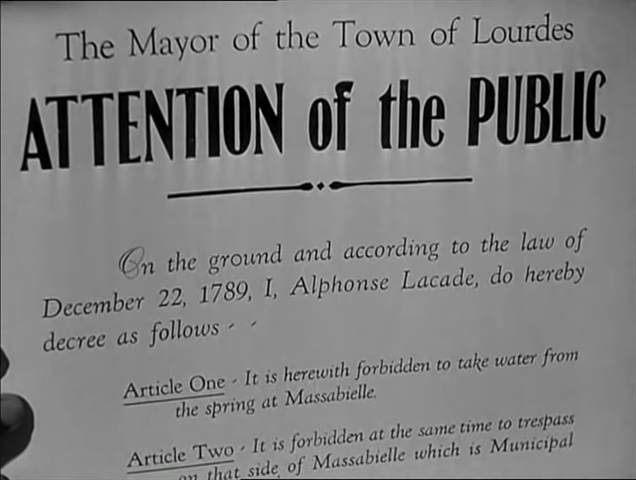 The Mayor of the Town of Lourdes
ATTENTION of the PUBLIC
On the ground and according to the law of
December 22, 1789, I, Alphonse Lacade, do hereby
decree as follows - -
Article One - It is herewith forbidden to take water from
the spring at Massabielle.
Article Two - It is forbidden at the same time to trespass
on that side of Massabielle which is Municipal